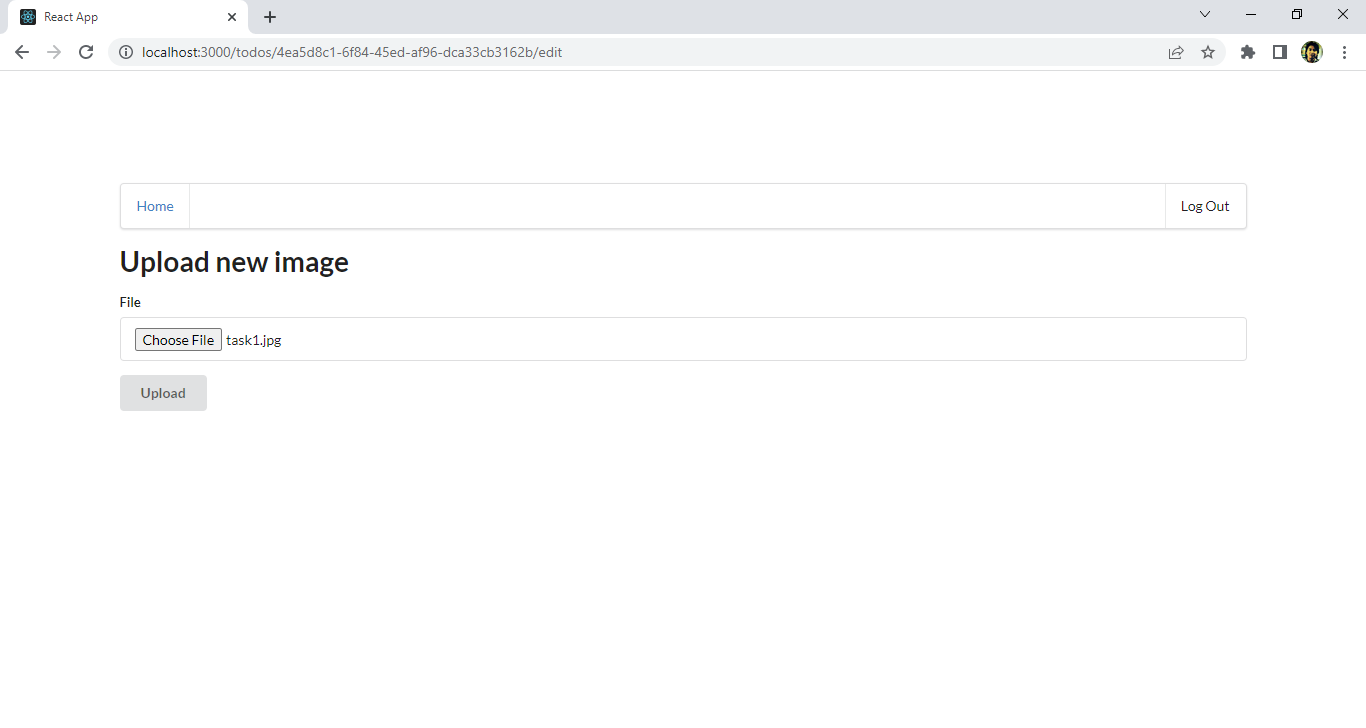 React App
localhost:3000/todos/4ea5d8c1-6f84-45ed-af96-dca33cb3162b/edit
Home Log Out
Upload new image
File
Choose File task1.jpg
Upload